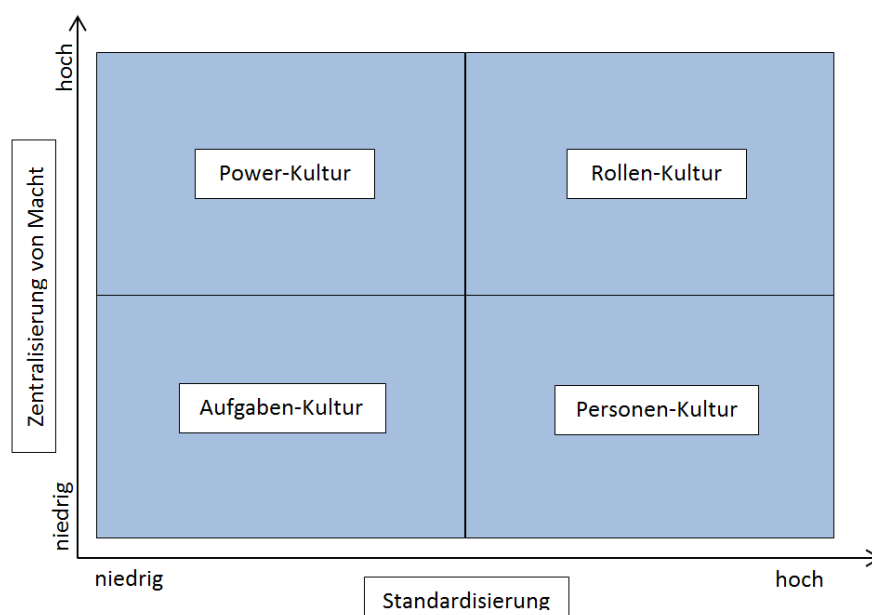 hoch
Zentralisierung von Macht
Power-Kultur
Rollen-Kultur
Aufgaben-Kultur
Personen-Kultur
niedrig
niedrig
hoch
Standardisierung